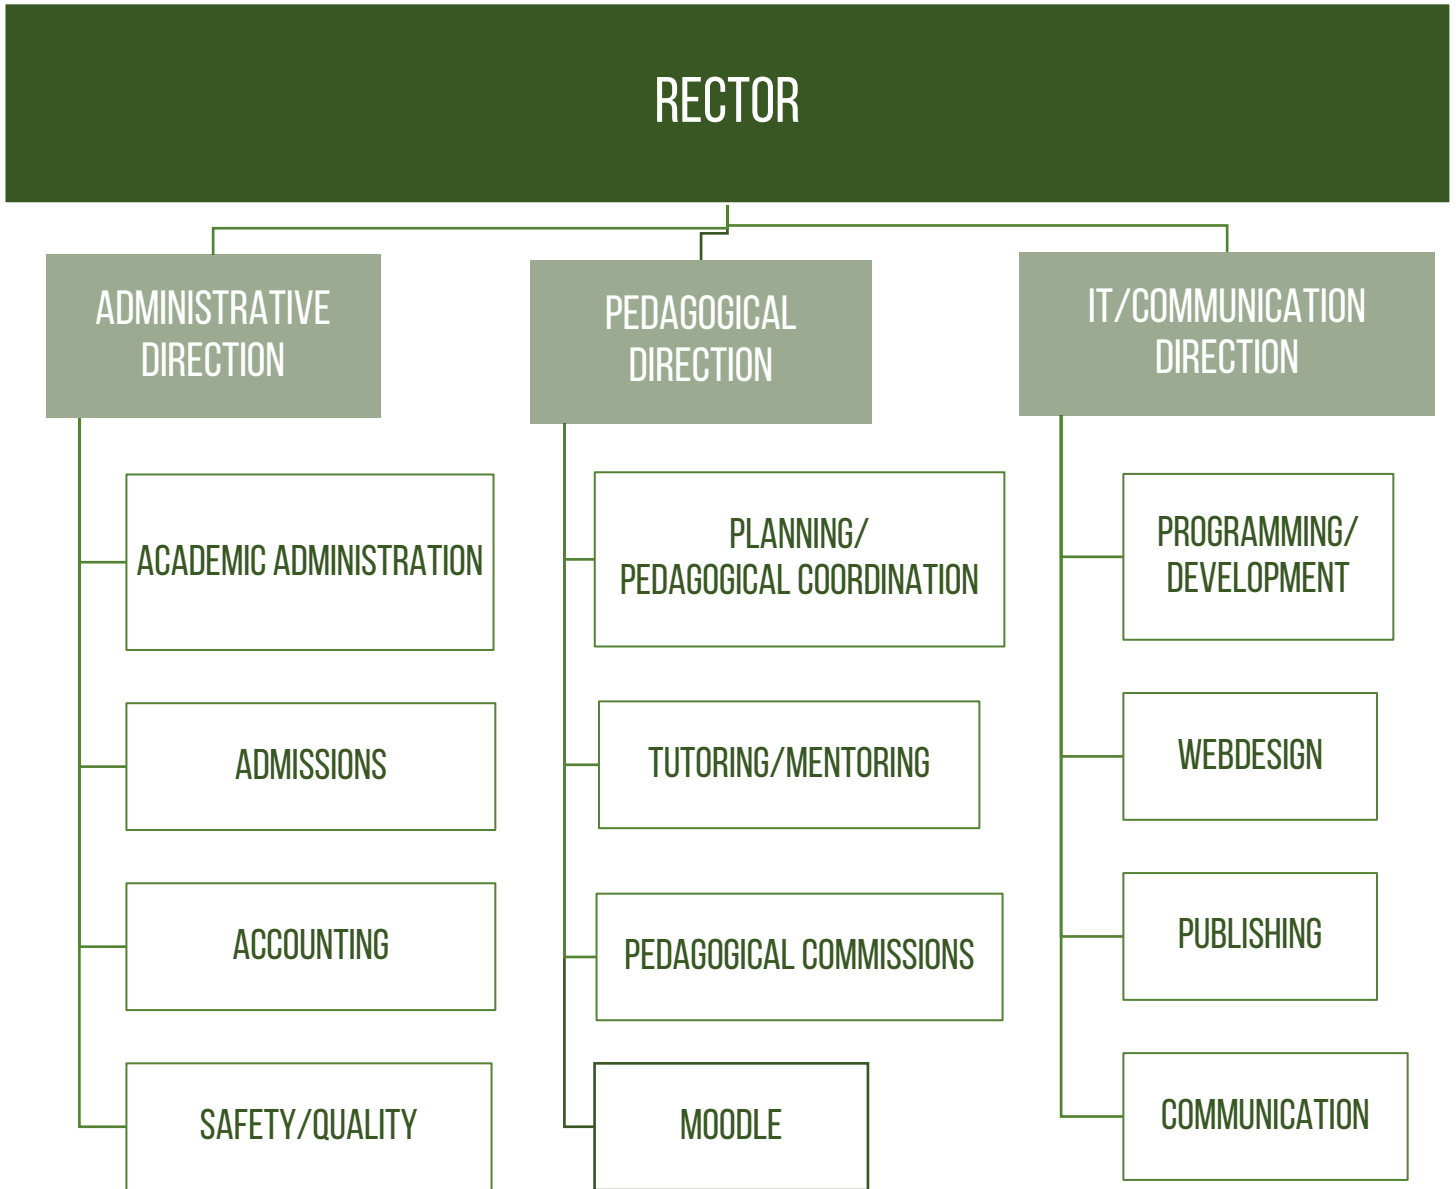 RECTOR
ADMINISTRATIVE
DIRECTION
PEDAGOGICAL
DIRECTION
IT/COMMUNICATION
DIRECTION
ACADEMIC ADMINISTRATION
ADMISSIONS
ACCOUNTING
SAFETY/QUALITY
PLANNING/
PEDAGOGICAL COORDINATION
TUTORING/MENTORING
PEDAGOGICAL COMMISSIONS
MOODLE
PROGRAMMING/
DEVELOPMENT
WEBDESIGN
PUBLISHING
COMMUNICATION